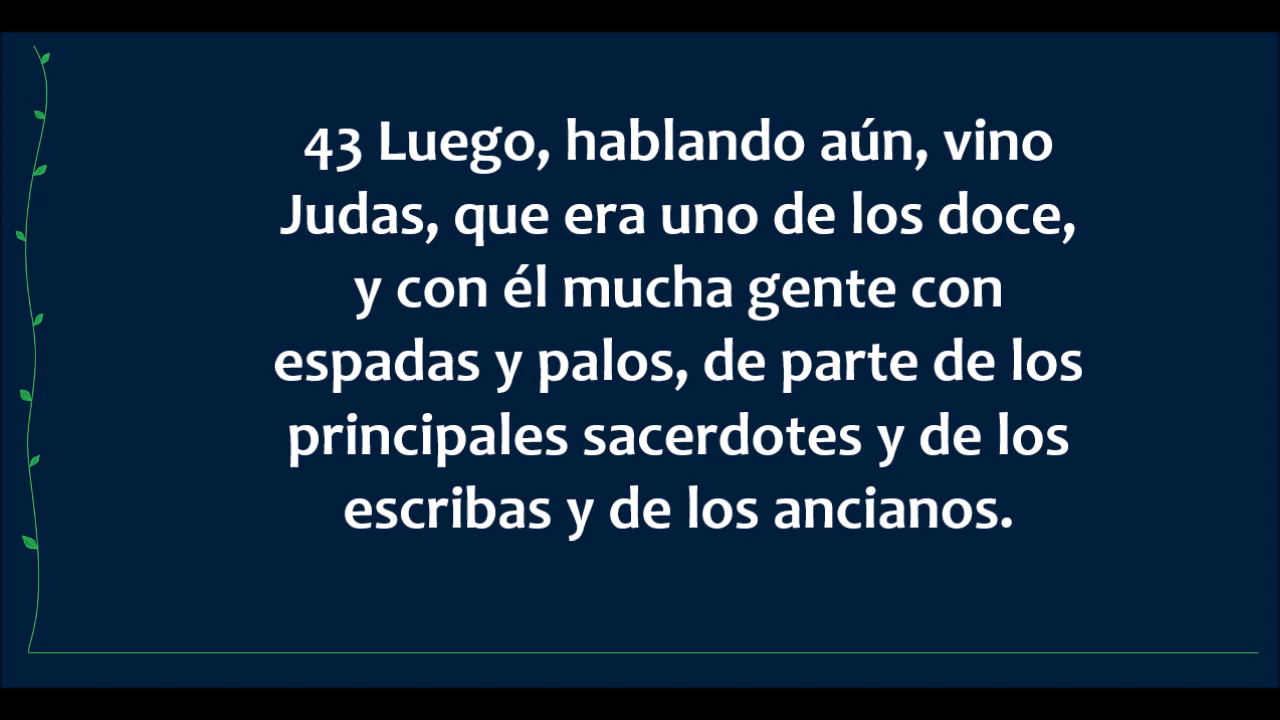 43 Luego, hablando aún, vino
Judas, que era uno de los doce,
y con él mucha gente con
espadas y palos, de parte de los
principales sacerdotes y de los
escribas y de los ancianos.